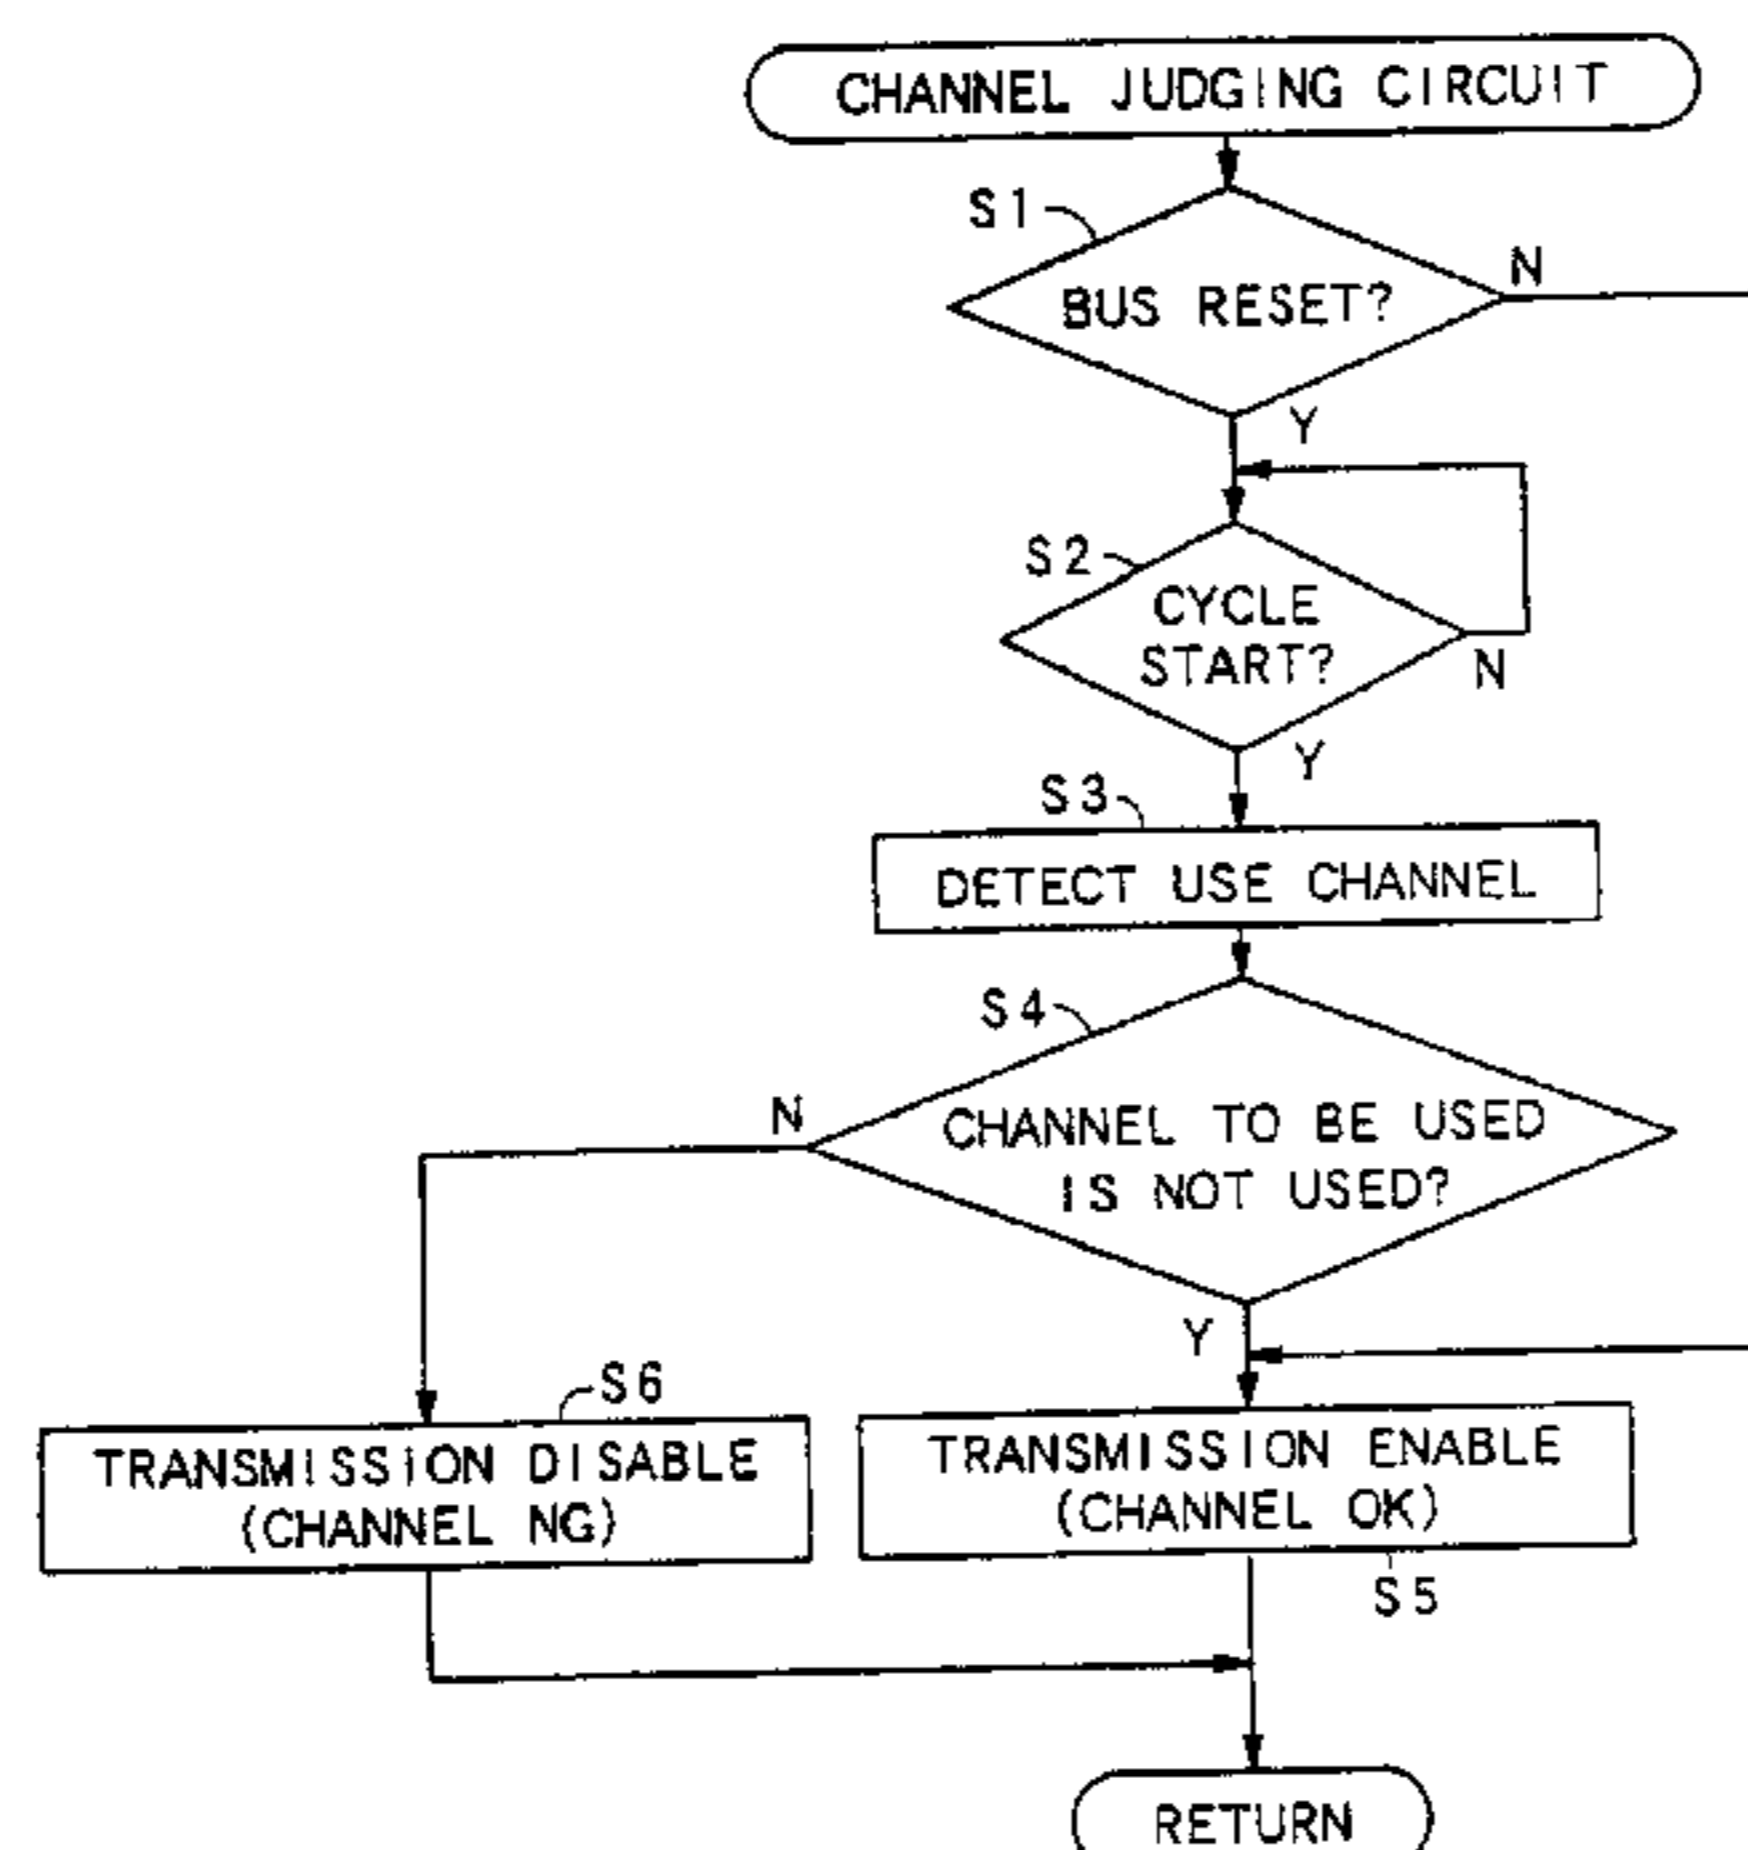 CHANNEL JUDGING CIRCUIT
S1
N
BUS RESET?
Y
S2
CYCLE
START?
N
Y
S3
DETECT USE CHANNEL
S4
N
CHANNEL TO BE USED
IS NOT USED?
Y
S6
TRANSMISSION DISABLE
(CHANNEL NG)
TRANSMISSION ENABLE
(CHANNEL OK)
S5
RETURN